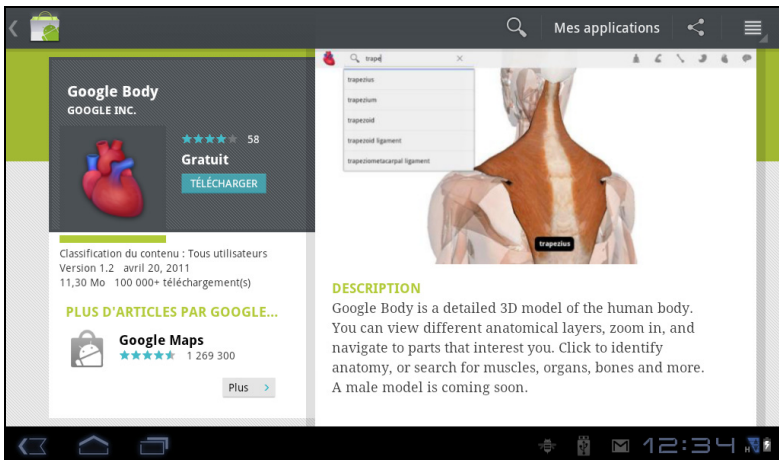 Mes applications
Google Body
GOOGLE INC.
58
Gratuit
TÉLÉCHARGER
Classification du contenu : Tous utilisateurs
Version 1.2 avril 20, 2011
11,30 Mo 100 000+ téléchargement(s)
PLUS D'ARTICLES PAR GOOGLE...
Google Maps
1 269 300
Plus
trape
trapezius
trapezium
trapezoid
trapezoid ligament
trapeziometacarpal ligament
trapezius
DESCRIPTION
Google Body is a detailed 3D model of the human body.
You can view different anatomical layers, zoom in, and
navigate to parts that interest you. Click to identify
anatomy, or search for muscles, organs, bones and more.
A male model is coming soon.
12:34
H